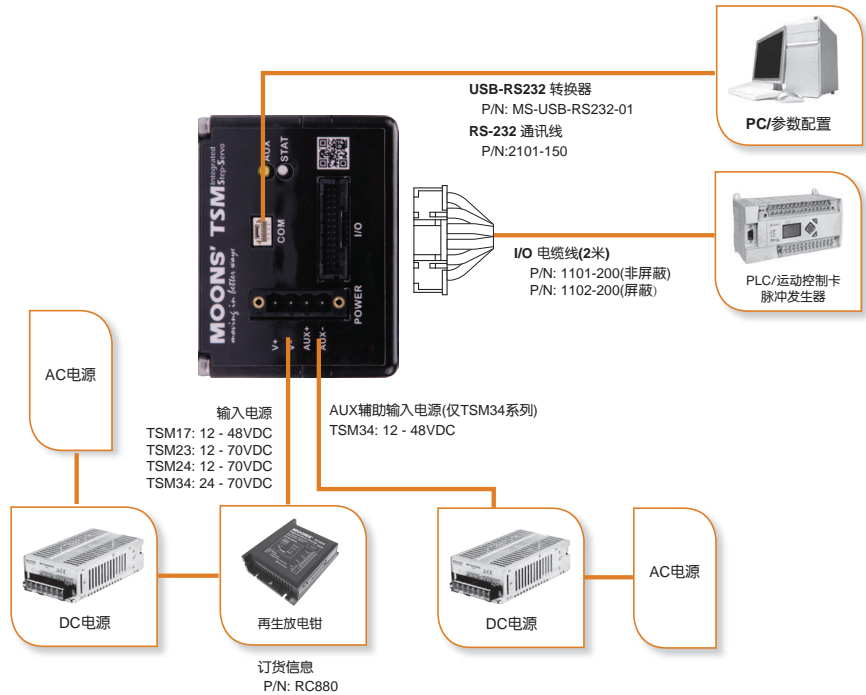 USB-RS232 转换器
P/N: MS-USB-RS232-01
RS-232 通讯线
P/N:2101-150
PC/参数配置
MOONS' TSM Integrated Step-Servo
moving in better ways
AUX
STAT
COM
I/O
POWER
V+
V-
AUX+
AUX-
I/O 电缆线(2米)
P/N: 1101-200(非屏蔽)
P/N: 1102-200(屏蔽)
PLC/运动控制卡
脉冲发生器
AC电源
输入电源
TSM17: 12 - 48VDC
TSM23: 12 - 70VDC
TSM24: 12 - 70VDC
TSM34: 24 - 70VDC
AUX辅助输入电源(仅TSM34系列)
TSM34: 12 - 48VDC
DC电源
MOONS'
再生放电钳
DC电源
AC电源
订货信息
P/N: RC880